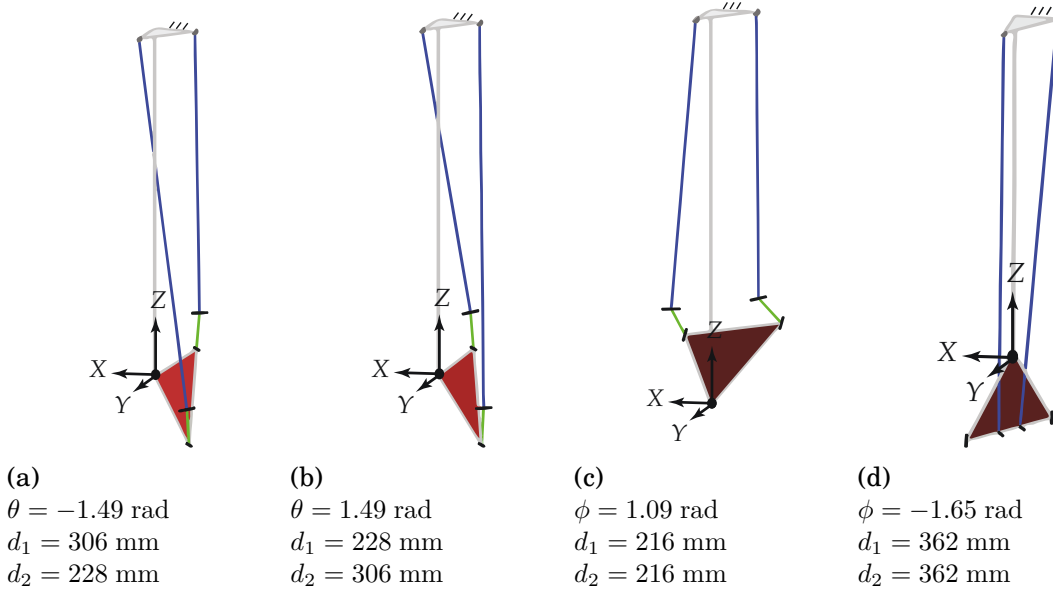 Z
X
Y
Z
X
Y
Z
X
Y
Z
X
Y
(a)
θ = −1.49 rad
d₁ = 306 mm
d₂ = 228 mm
(b)
θ = 1.49 rad
d₁ = 228 mm
d₂ = 306 mm
(c)
ϕ = 1.09 rad
d₁ = 216 mm
d₂ = 216 mm
(d)
ϕ = −1.65 rad
d₁ = 362 mm
d₂ = 362 mm